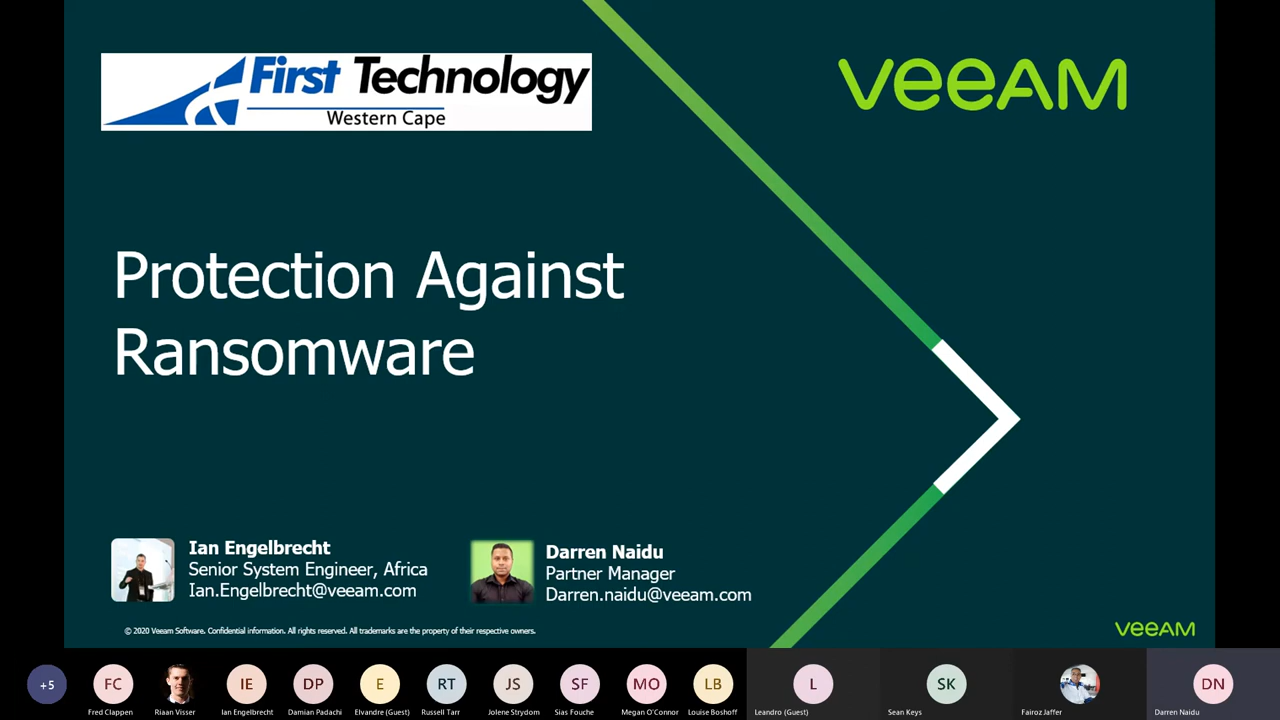 First Technology
Western Cape
veeAM
Protection Against
Ransomware
Ian Engelbrecht
Senior System Engineer, Africa
Ian.Engelbrecht@veeam.com
Darren Naidu
Partner Manager
Darren.naidu@veeam.com
© 2020 Veeam Software. Confidential information. All rights reserved. All trademarks are the property of their respective owners.
veeAM
+5
FC
IE
DP
E
RT
JS
SF
MO
LB
L
SK
DN
Fred Clappen
Riaan Visser
Ian Engelbrecht
Damian Padachi
Elvandre (Guest)
Russell Tarr
Jolene Strydom
Sias Fouche
Megan O'Connor
Louise Boshoff
Leandro (Guest)
Sean Keys
Fairoz Jaffer
Darren Naidu